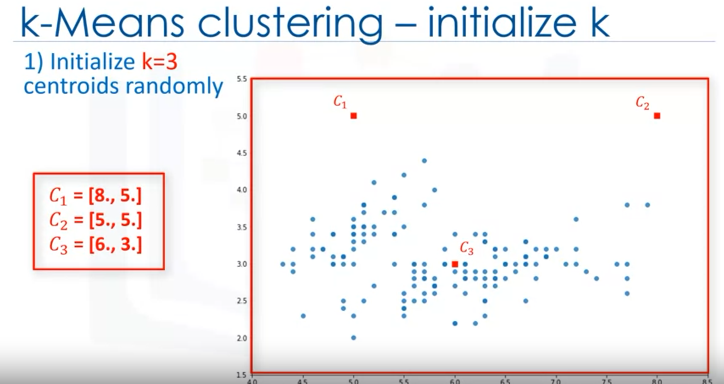 k-Means clustering – initialize k
1) Initialize k=3
centroids randomly
C₁ = [8., 5.]
C₂ = [5., 5.]
C₃ = [6., 3.]
5.5
5.0
4.5
4.0
3.5
3.0
2.5
2.0
1.5
C₁
C₂
C₃
4.0 4.5 5.0 5.5 6.0 6.5 7.0 7.5 8.0 8.5